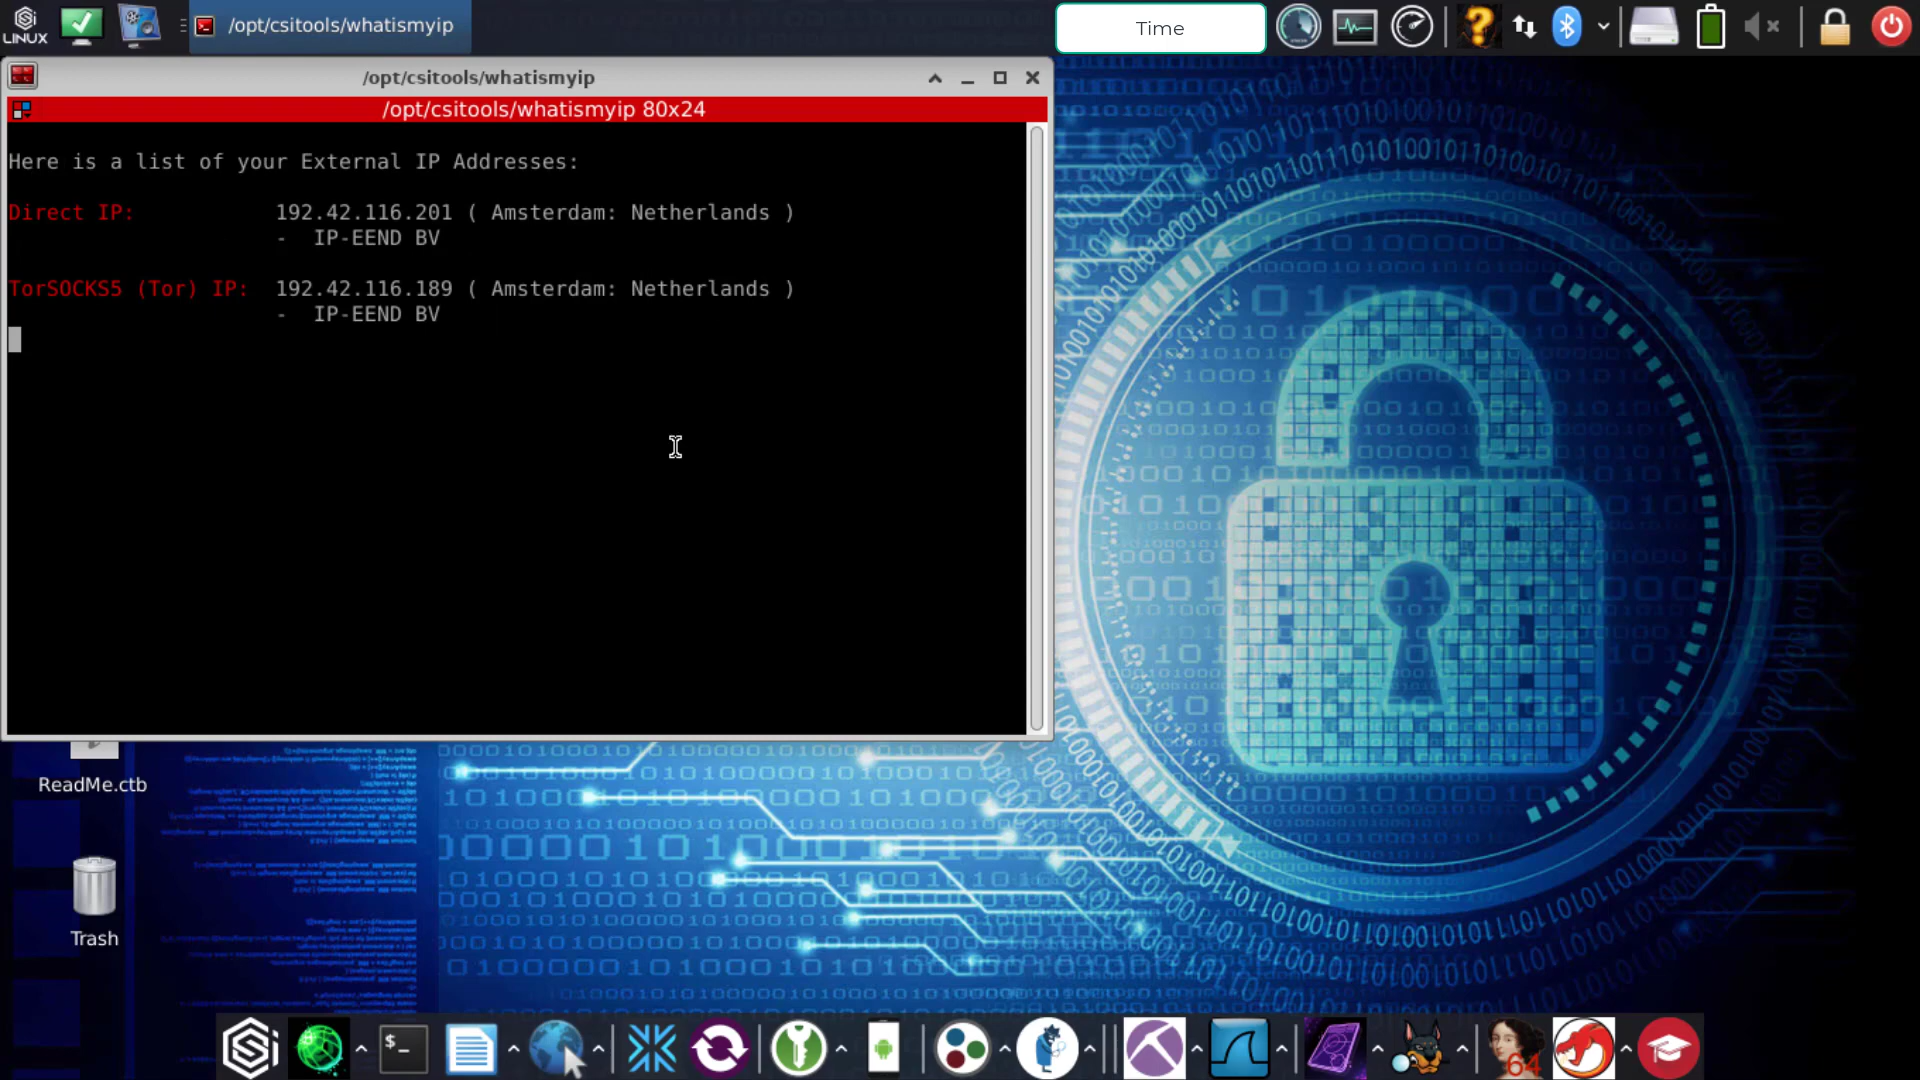 LINUX
/opt/csitools/whatismyip
Time
/opt/csitools/whatismyip
/opt/csitools/whatismyip 80x24
Here is a list of your External IP Addresses:
Direct IP: 192.42.116.201 ( Amsterdam: Netherlands )
- IP-EEND BV
TorSOCKS5 (Tor) IP: 192.42.116.189 ( Amsterdam: Netherlands )
- IP-EEND BV
ReadMe.ctb
Trash
$_
64